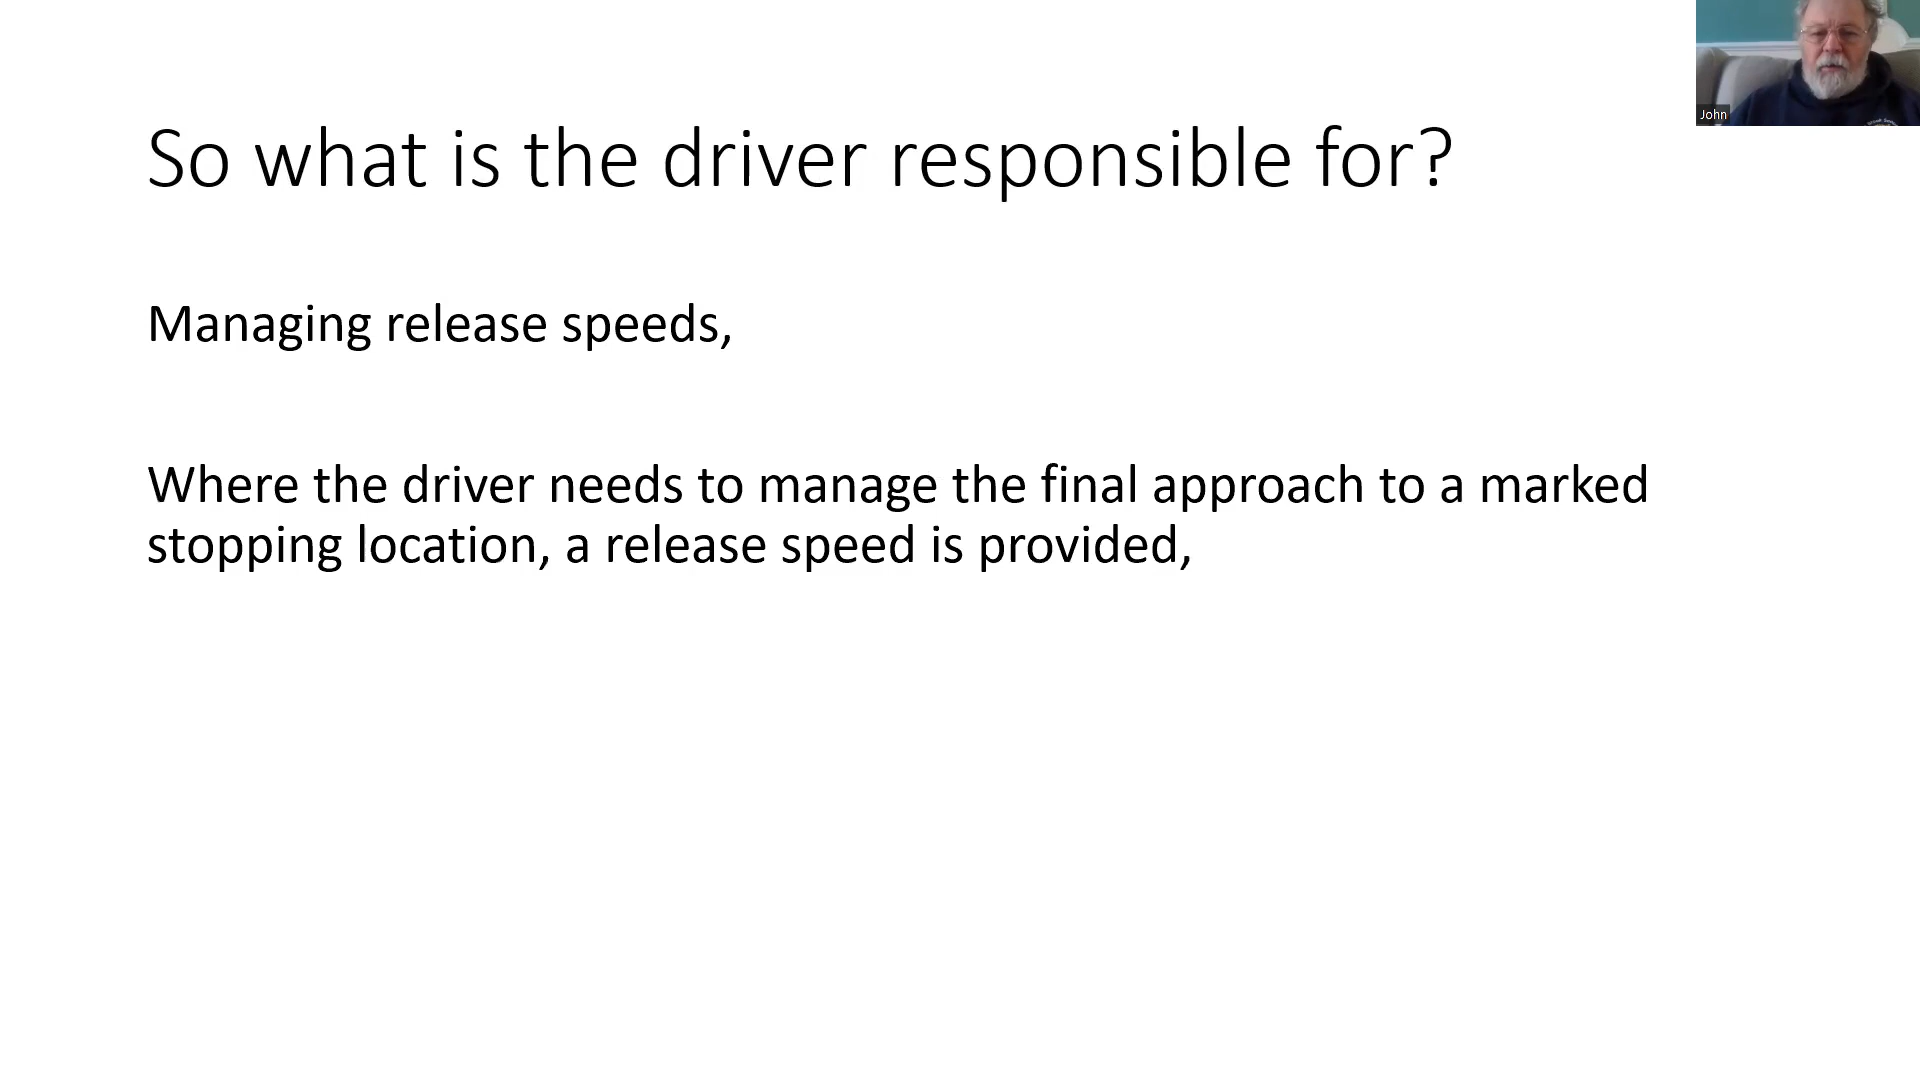 So what is the driver responsible for?
Managing release speeds,
Where the driver needs to manage the final approach to a marked
stopping location, a release speed is provided,
John